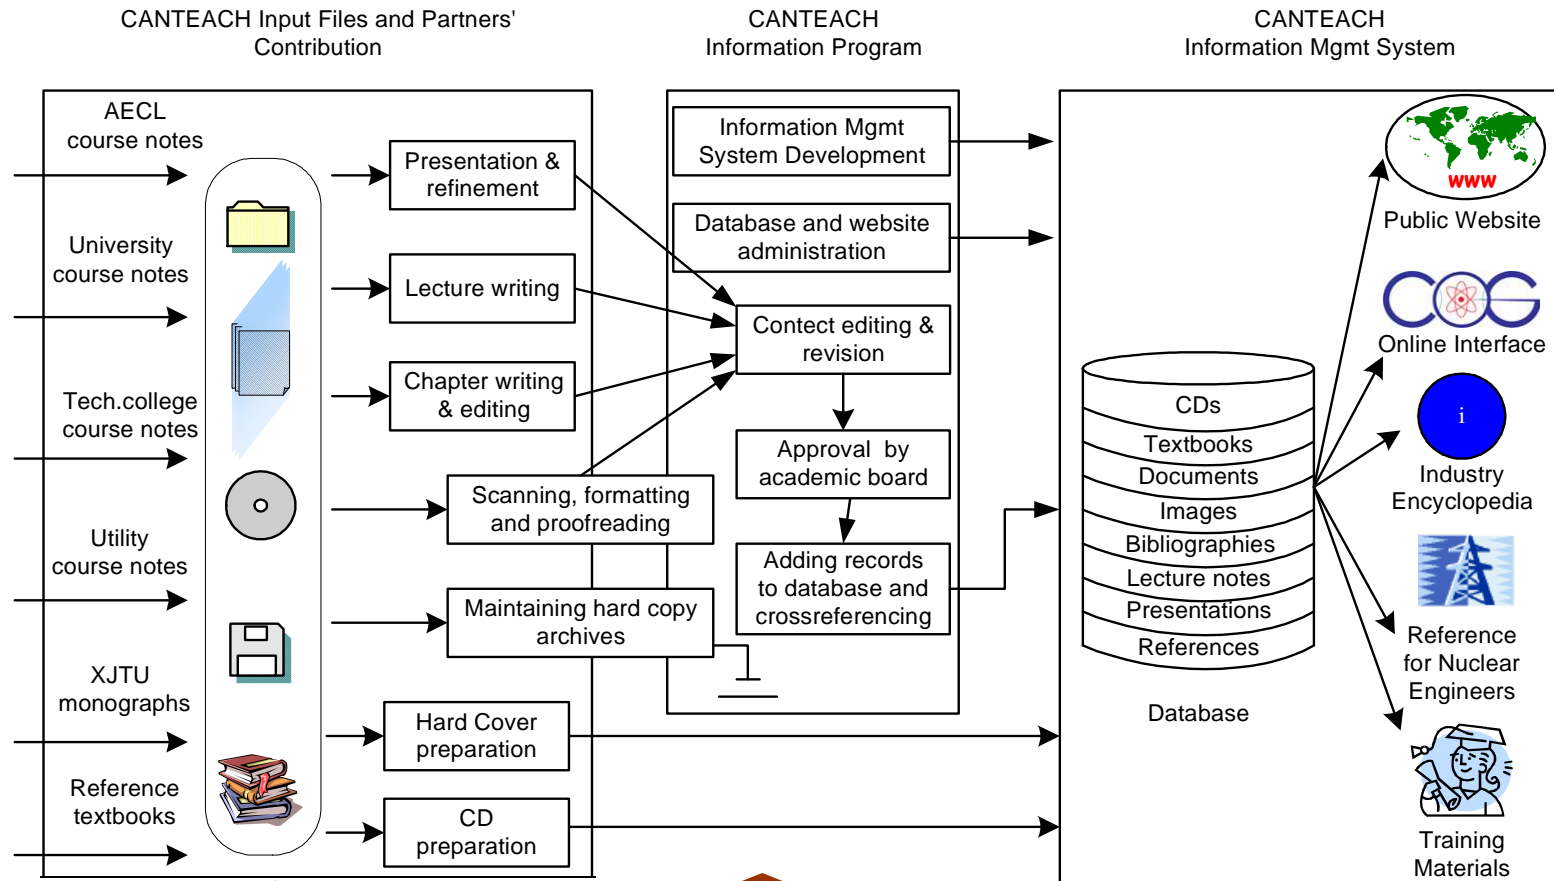 CANTEACH Input Files and Partners'
Contribution
CANTEACH
Information Program
CANTEACH
Information Mgmt System
AECL
course notes
University
course notes
Tech.college
course notes
Utility
course notes
XJTU
monographs
Reference
textbooks
Presentation &
refinement
Lecture writing
Chapter writing
& editing
Scanning, formatting
and proofreading
Maintaining hard copy
archives
Hard Cover
preparation
CD
preparation
Information Mgmt
System Development
Database and website
administration
Contect editing &
revision
Approval by
academic board
Adding records
to database and
crossreferencing
CDs
Textbooks
Documents
Images
Bibliographies
Lecture notes
Presentations
References
Database
www
Public Website
COG
Online Interface
i
Industry
Encyclopedia
Reference
for Nuclear
Engineers
Training
Materials